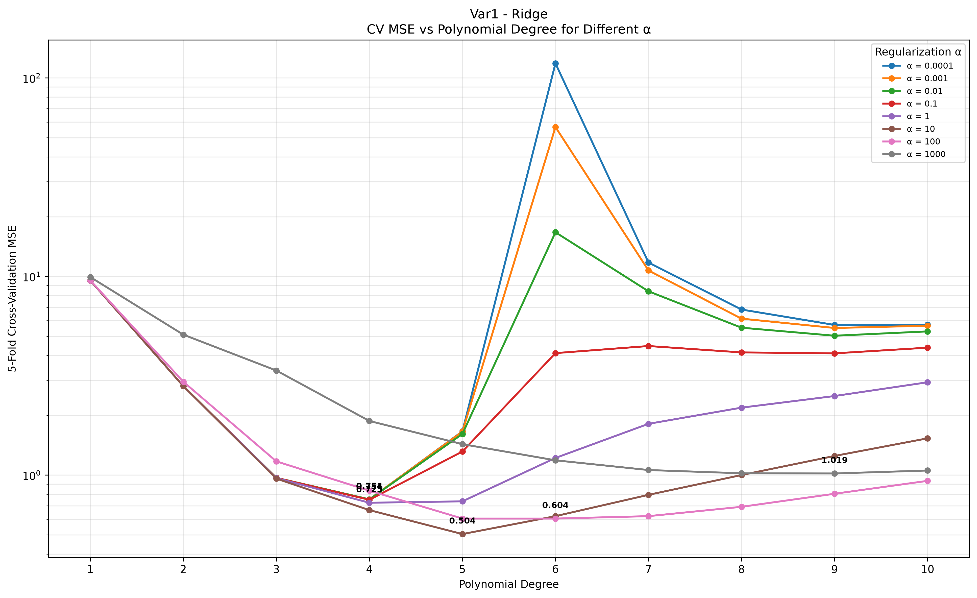 Var1 - Ridge
CV MSE vs Polynomial Degree for Different α
Regularization α
α = 0.0001
α = 0.001
α = 0.01
α = 0.1
α = 1
α = 10
α = 100
α = 1000
5-Fold Cross-Validation MSE
10²
10¹
10⁰
0.725
0.504
0.604
1.019
1 2 3 4 5 6 7 8 9 10
Polynomial Degree